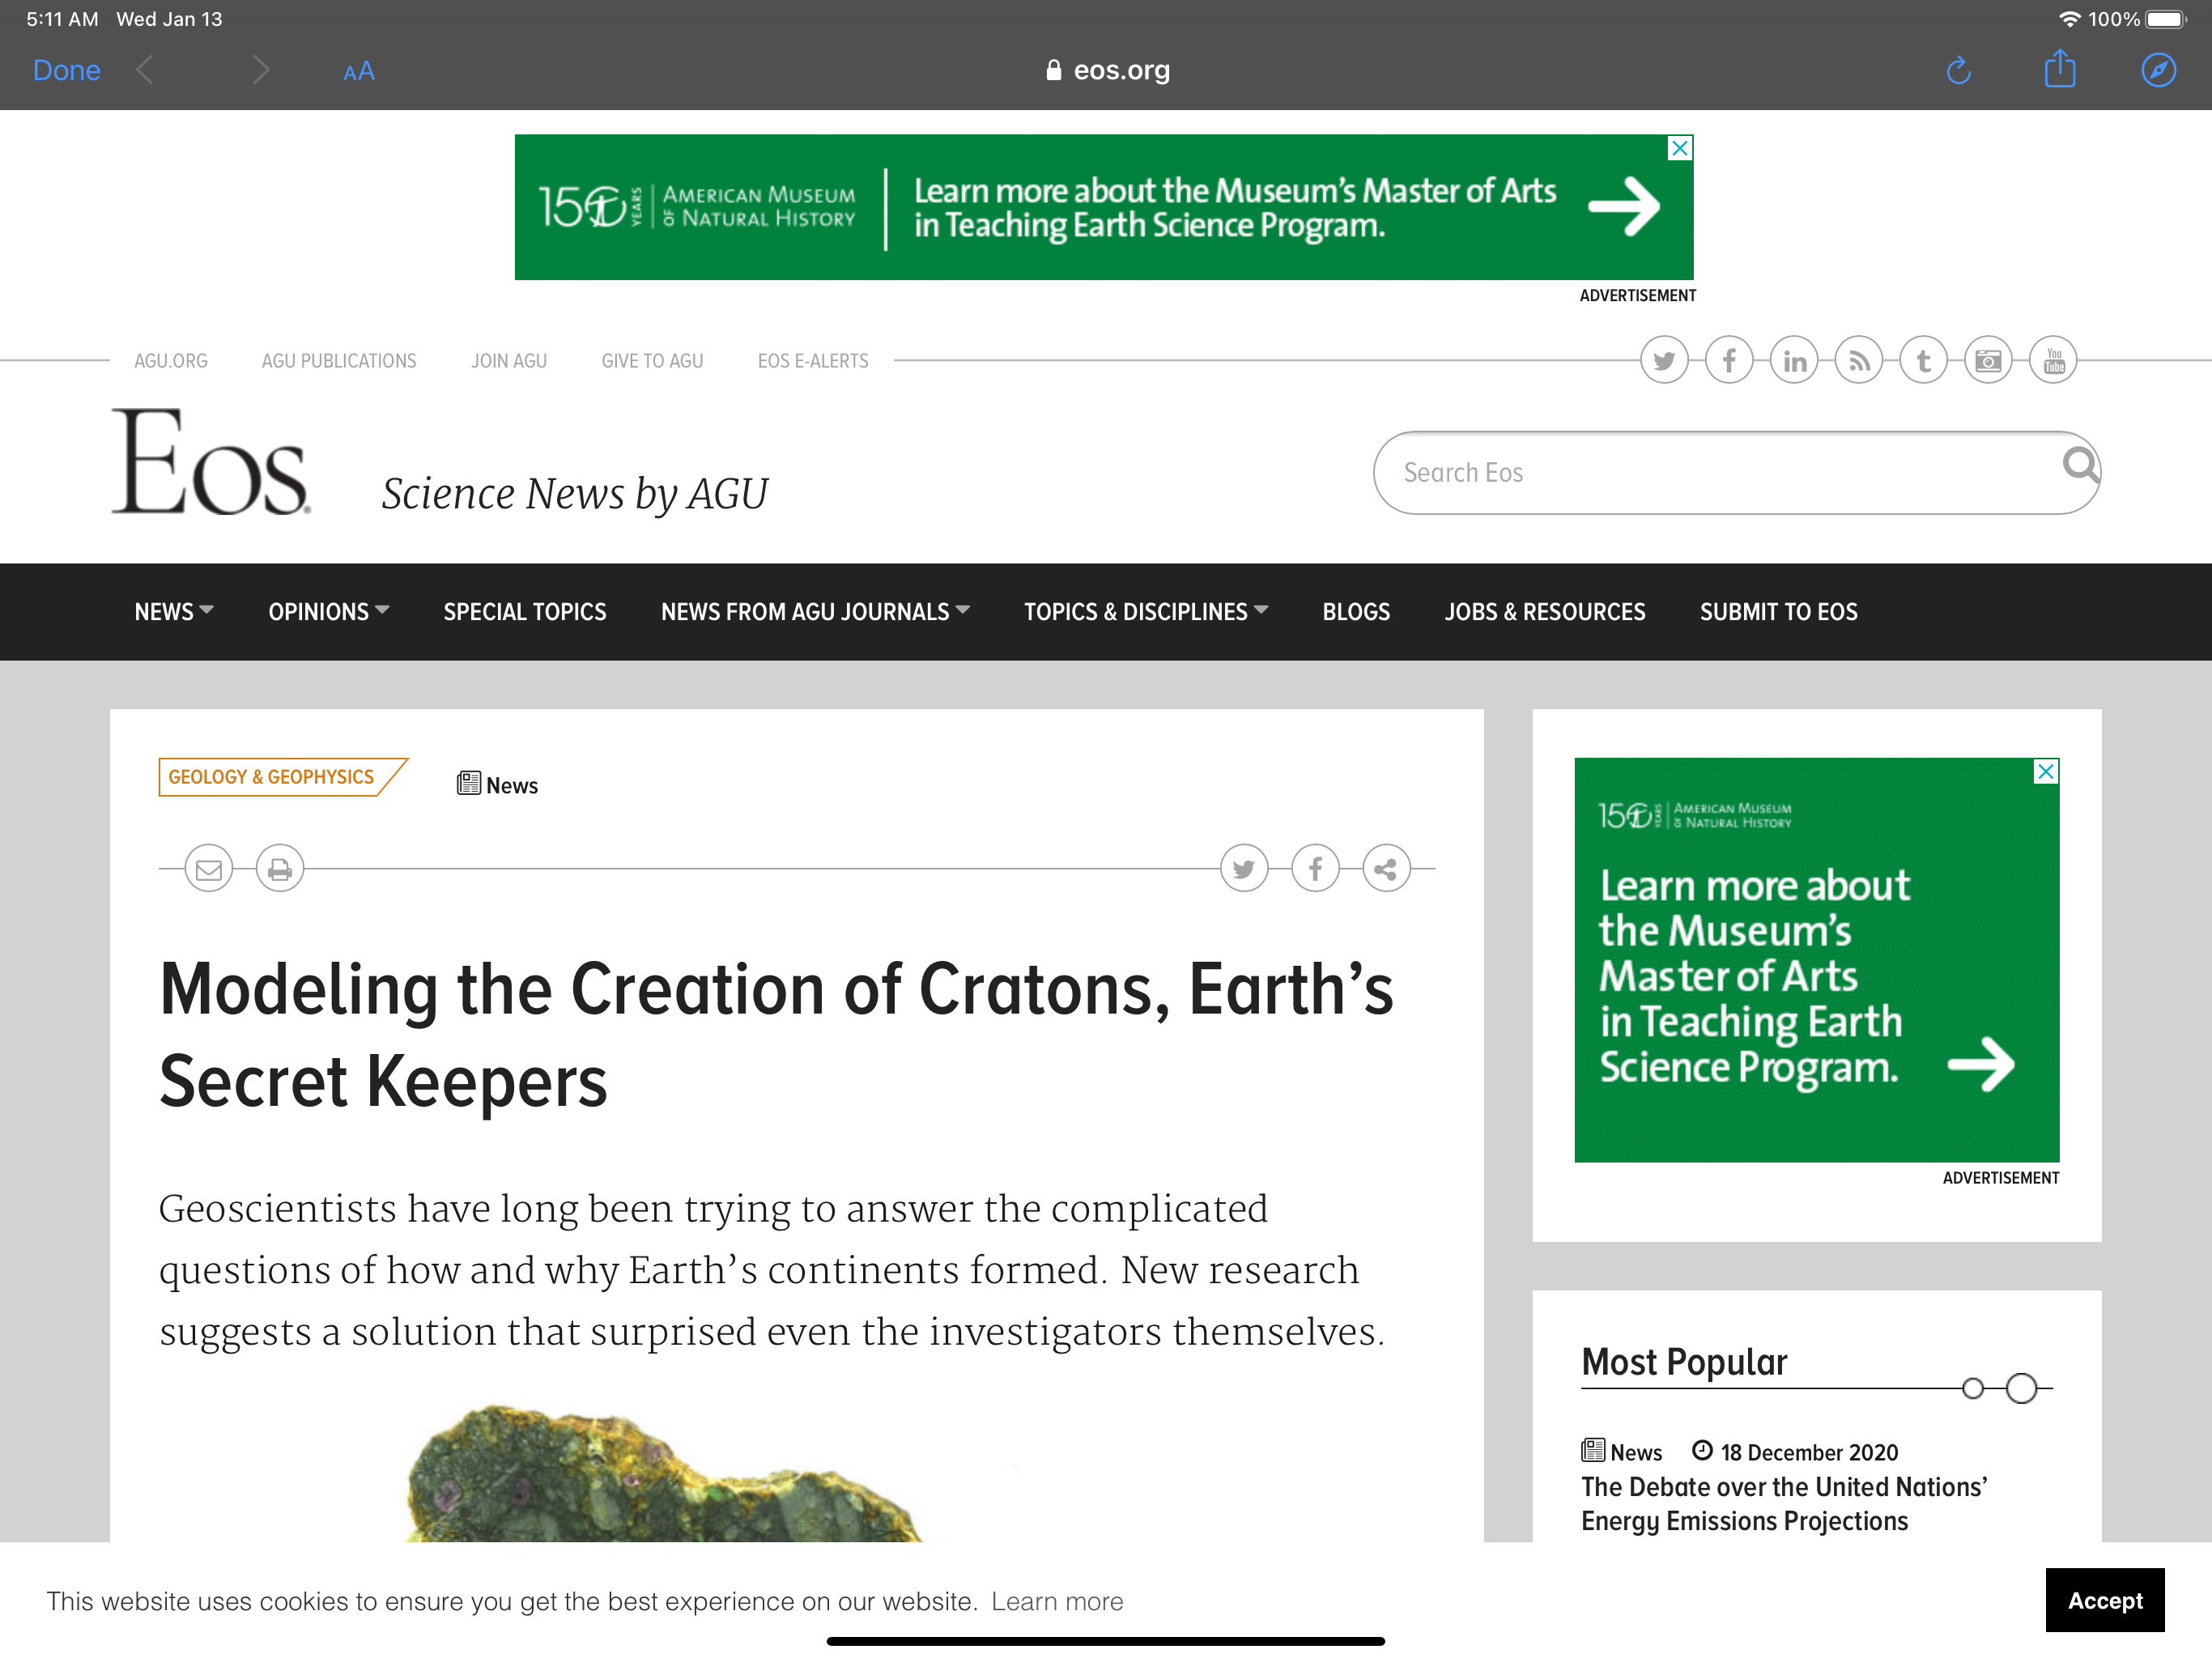 5:11 AM Wed Jan 13
100%
Done
AA
eos.org
150 YEARS
AMERICAN MUSEUM
OF NATURAL HISTORY
Learn more about the Museum's Master of Arts
in Teaching Earth Science Program.
ADVERTISEMENT
AGU.ORG AGU PUBLICATIONS JOIN AGU GIVE TO AGU EOS E-ALERTS
You Tube
Eos
Science News by AGU
Search Eos
NEWS OPINIONS SPECIAL TOPICS NEWS FROM AGU JOURNALS TOPICS & DISCIPLINES BLOGS JOBS & RESOURCES SUBMIT TO EOS
GEOLOGY & GEOPHYSICS
News
Modeling the Creation of Cratons, Earth’s
Secret Keepers
Geoscientists have long been trying to answer the complicated
questions of how and why Earth’s continents formed. New research
suggests a solution that surprised even the investigators themselves.
150 YEARS
AMERICAN MUSEUM
OF NATURAL HISTORY
Learn more about
the Museum's
Master of Arts
in Teaching Earth
Science Program.
ADVERTISEMENT
Most Popular
News 18 December 2020
The Debate over the United Nations’
Energy Emissions Projections
This website uses cookies to ensure you get the best experience on our website. Learn more
Accept